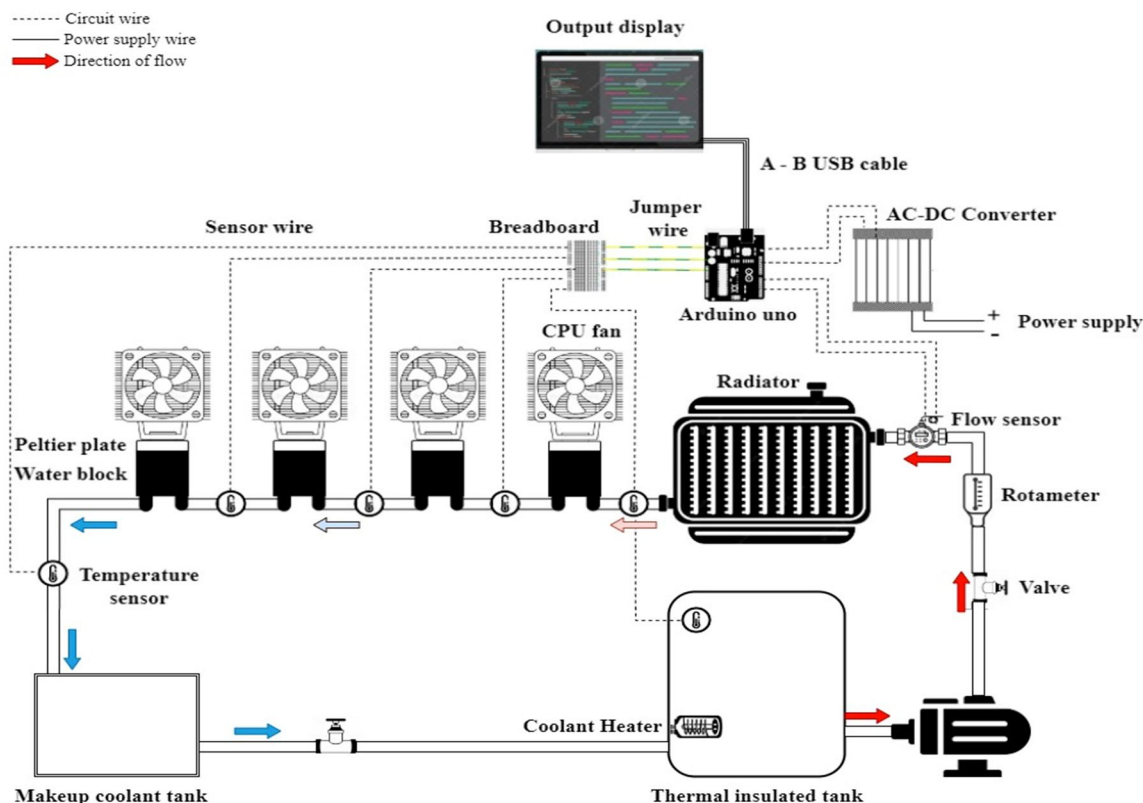 Circuit wire
Power supply wire
Direction of flow
Output display
A - B USB cable
Sensor wire
Breadboard
Jumper
wire
AC-DC Converter
Arduino uno
+
-
Power supply
CPU fan
Radiator
Flow sensor
Peltier plate
Water block
Rotameter
Temperature
sensor
Valve
Coolant Heater
Makeup coolant tank
Thermal insulated tank